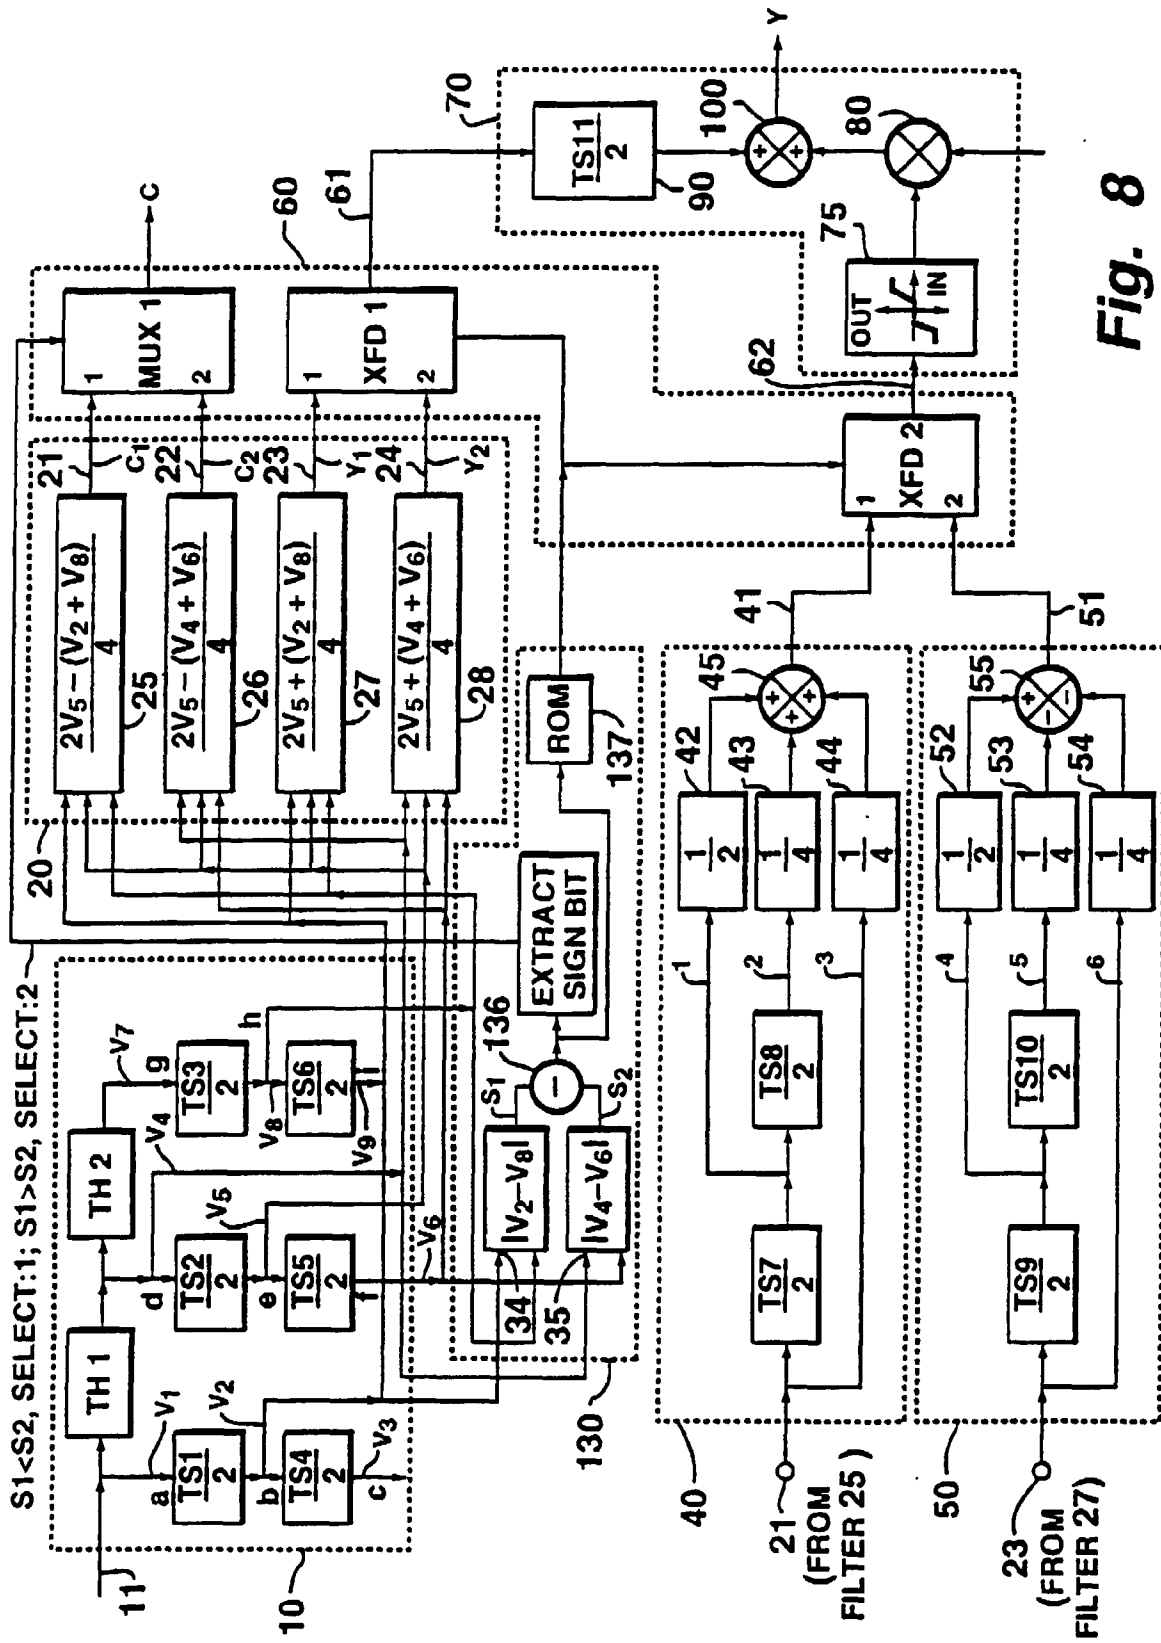 S1<S2, SELECT:1; S1>S2, SELECT:2
11
TH 1
TH 2
V1
V4
V7
a
d
g
TS1
2
TS2
2
TS3
2
V2
V5
V8
h
b
e
TS4
2
TS5
2
TS6
2
c
f
i
V3
V6
V9
10
20
2V5 – (V2 + V8)
4
25
21
C1
2V5 – (V4 + V6)
4
26
22
C2
2V5 + (V2 + V8)
4
27
23
Y1
2V5 + (V4 + V6)
4
28
24
Y2
1
MUX 1
2
C
60
1
XFD 1
2
61
70
TS11
2
90
100
+
+
Y
80
75
OUT
IN
62
1
XFD 2
2
34
|V2–V8|
S1
35
|V4–V6|
S2
–
136
EXTRACT
SIGN BIT
ROM
137
130
40
21
(FROM
FILTER 25)
TS7
2
TS8
2
1
2
3
1
2
42
1
4
43
1
4
44
+
+
+
45
41
50
23
(FROM
FILTER 27)
TS9
2
TS10
2
4
5
6
1
2
52
1
4
53
1
4
54
+
–
–
55
51
Fig. 8